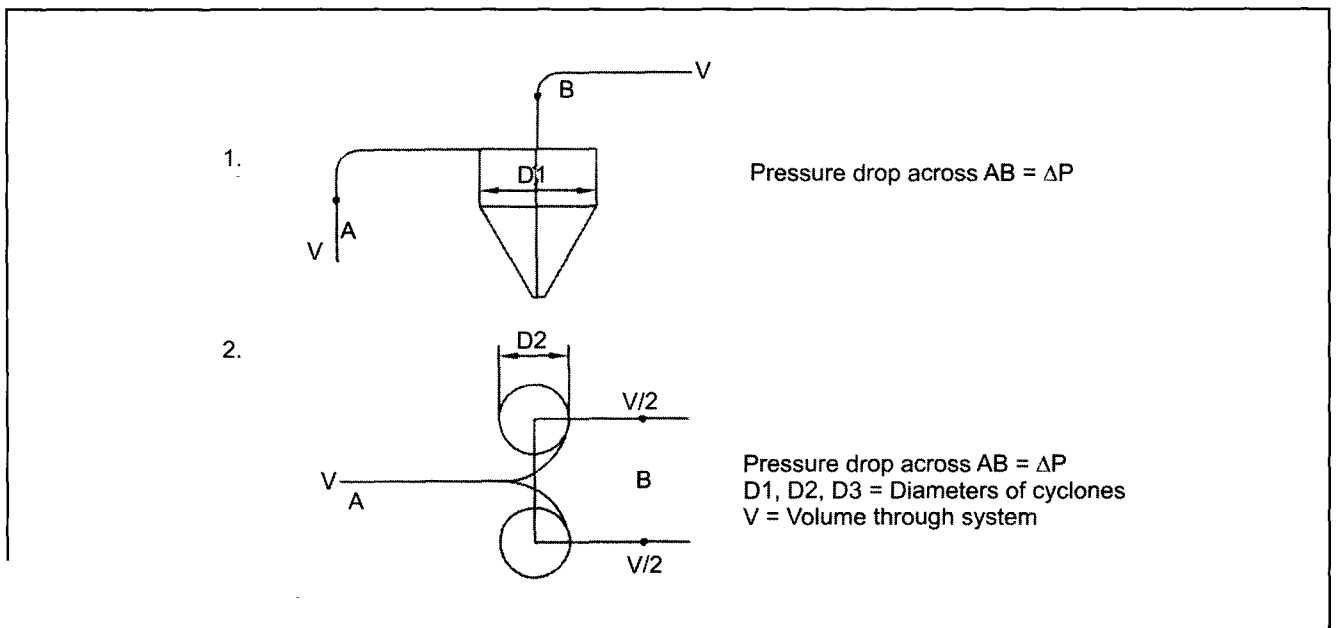 V
B
1.
D1
Pressure drop across AB = ΔP
A
V
2.
D2
V/2
V
A
B
Pressure drop across AB = ΔP
D1, D2, D3 = Diameters of cyclones
V = Volume through system
V/2